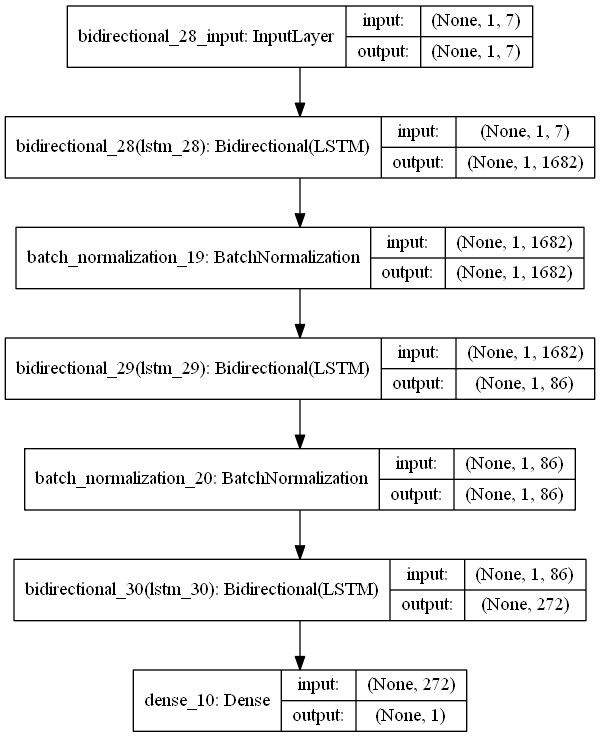 bidirectional_28_input: InputLayer
input: (None, 1, 7)
output: (None, 1, 7)
bidirectional_28(lstm_28): Bidirectional(LSTM)
input: (None, 1, 7)
output: (None, 1, 1682)
batch_normalization_19: BatchNormalization
input: (None, 1, 1682)
output: (None, 1, 1682)
bidirectional_29(lstm_29): Bidirectional(LSTM)
input: (None, 1, 1682)
output: (None, 1, 86)
batch_normalization_20: BatchNormalization
input: (None, 1, 86)
output: (None, 1, 86)
bidirectional_30(lstm_30): Bidirectional(LSTM)
input: (None, 1, 86)
output: (None, 272)
dense_10: Dense
input: (None, 272)
output: (None, 1)